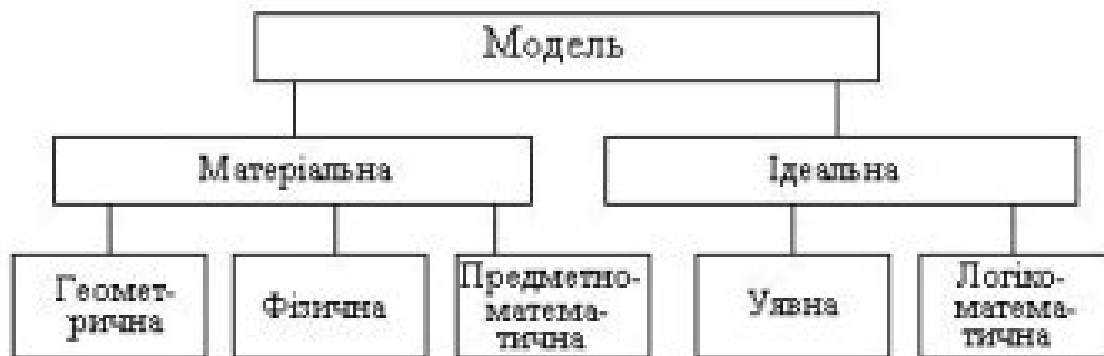 Модель
Матеріальна
Ідеальна
Геомет-
рична
Фізична
Предметно-
матема-
тична
Уявна
Логіко-
матема-
тична